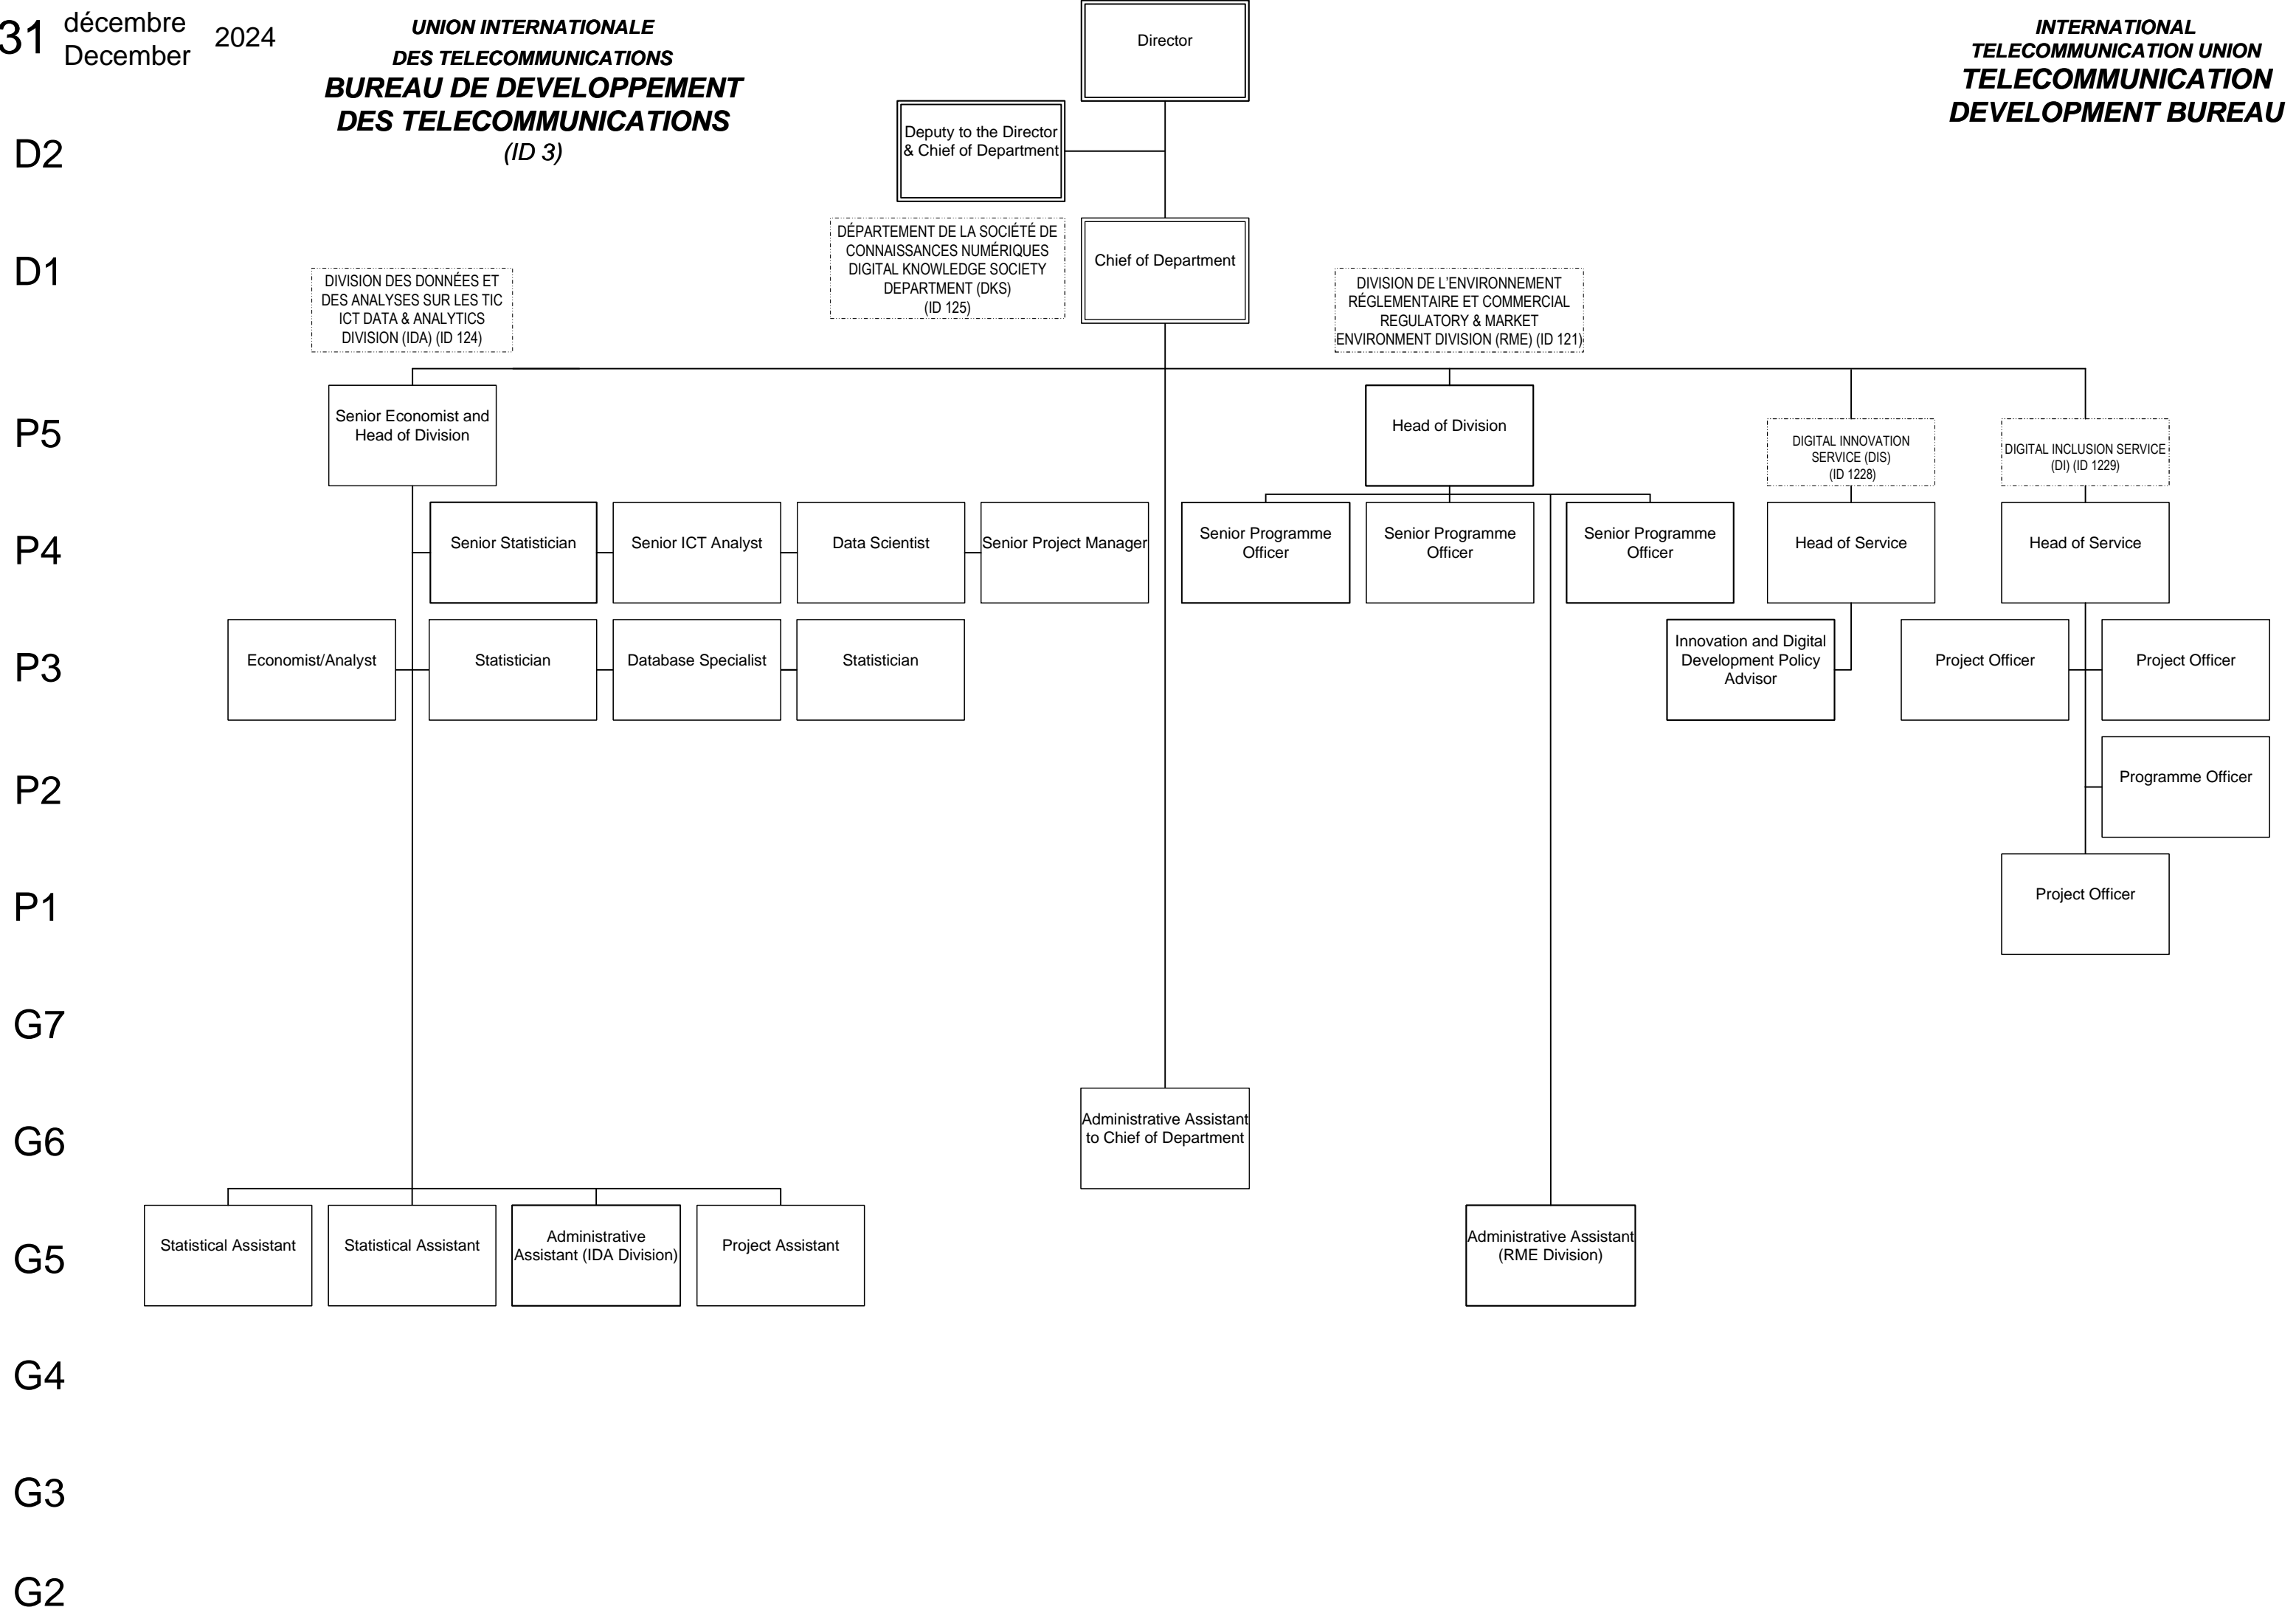 31 décembre
December 2024
UNION INTERNATIONALE
DES TELECOMMUNICATIONS
BUREAU DE DEVELOPPEMENT
DES TELECOMMUNICATIONS
(ID 3)
INTERNATIONAL
TELECOMMUNICATION UNION
TELECOMMUNICATION
DEVELOPMENT BUREAU
Director
D2
Deputy to the Director
& Chief of Department
D1
DÉPARTEMENT DE LA SOCIÉTÉ DE
CONNAISSANCES NUMÉRIQUES
DIGITAL KNOWLEDGE SOCIETY
DEPARTMENT (DKS)
(ID 125)
Chief of Department
DIVISION DES DONNÉES ET
DES ANALYSES SUR LES TIC
ICT DATA & ANALYTICS
DIVISION (IDA) (ID 124)
DIVISION DE L'ENVIRONNEMENT
RÉGLEMENTAIRE ET COMMERCIAL
REGULATORY & MARKET
ENVIRONMENT DIVISION (RME) (ID 121)
P5
Senior Economist and
Head of Division
Head of Division
DIGITAL INNOVATION
SERVICE (DIS)
(ID 1228)
DIGITAL INCLUSION SERVICE
(DI) (ID 1229)
P4
Senior Statistician
Senior ICT Analyst
Data Scientist
Senior Project Manager
Senior Programme
Officer
Senior Programme
Officer
Senior Programme
Officer
Head of Service
Head of Service
P3
Economist/Analyst
Statistician
Database Specialist
Statistician
Innovation and Digital
Development Policy
Advisor
Project Officer
Project Officer
P2
Programme Officer
P1
Project Officer
G7
G6
Administrative Assistant
to Chief of Department
G5
Statistical Assistant
Statistical Assistant
Administrative
Assistant (IDA Division)
Project Assistant
Administrative Assistant
(RME Division)
G4
G3
G2